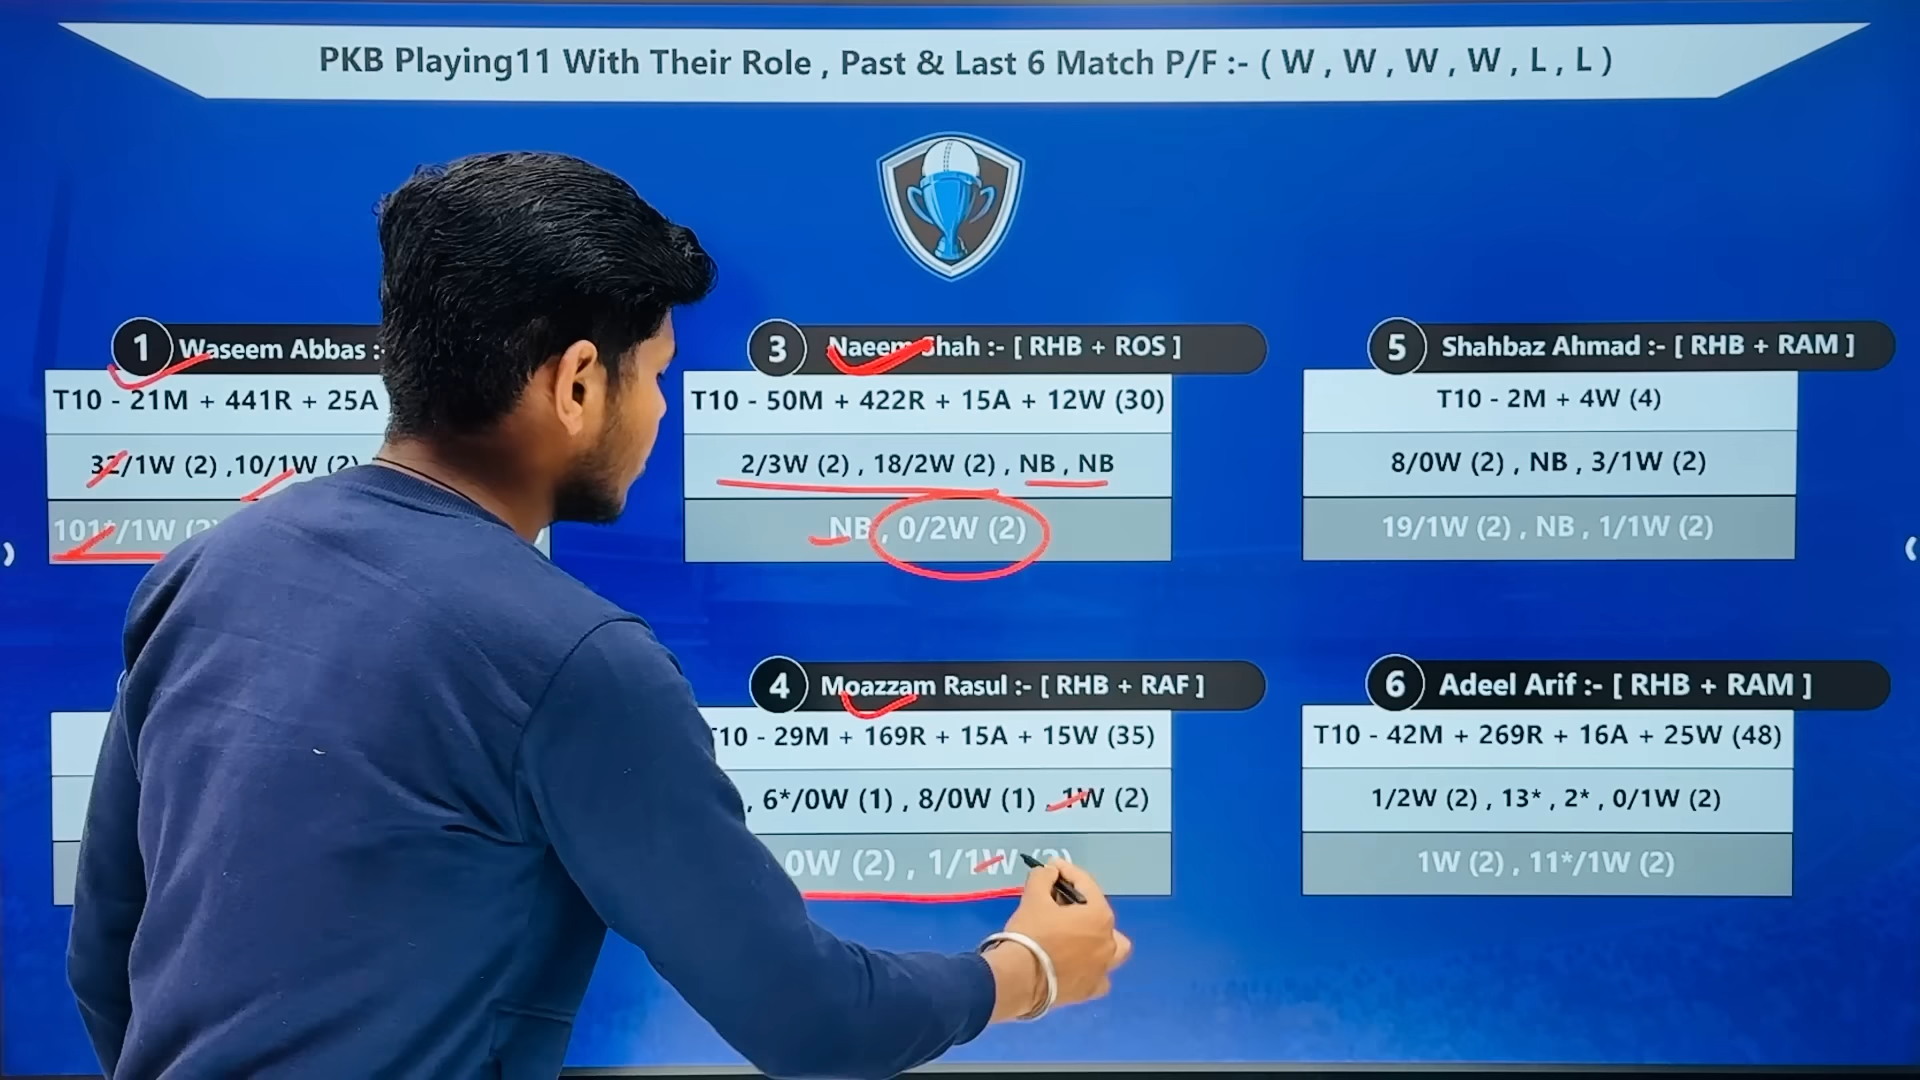 PKB Playing11 With Their Role , Past & Last 6 Match P/F :- ( W , W , W , W , L , L )
1 Waseem Abbas :-
T10 - 21M + 441R + 25A
32/1W (2) ,10/1W (2)
101*/1W
3 Naeem Shah :- [ RHB + ROS ]
T10 - 50M + 422R + 15A + 12W (30)
2/3W (2) , 18/2W (2) , NB , NB
NB , 0/2W (2)
5 Shahbaz Ahmad :- [ RHB + RAM ]
T10 - 2M + 4W (4)
8/0W (2) , NB , 3/1W (2)
19/1W (2) , NB , 1/1W (2)
4 Moazzam Rasul :- [ RHB + RAF ]
T10 - 29M + 169R + 15A + 15W (35)
, 6*/0W (1) , 8/0W (1) , 1W (2)
0W (2) , 1/1W
6 Adeel Arif :- [ RHB + RAM ]
T10 - 42M + 269R + 16A + 25W (48)
1/2W (2) , 13* , 2* , 0/1W (2)
1W (2) , 11*/1W (2)